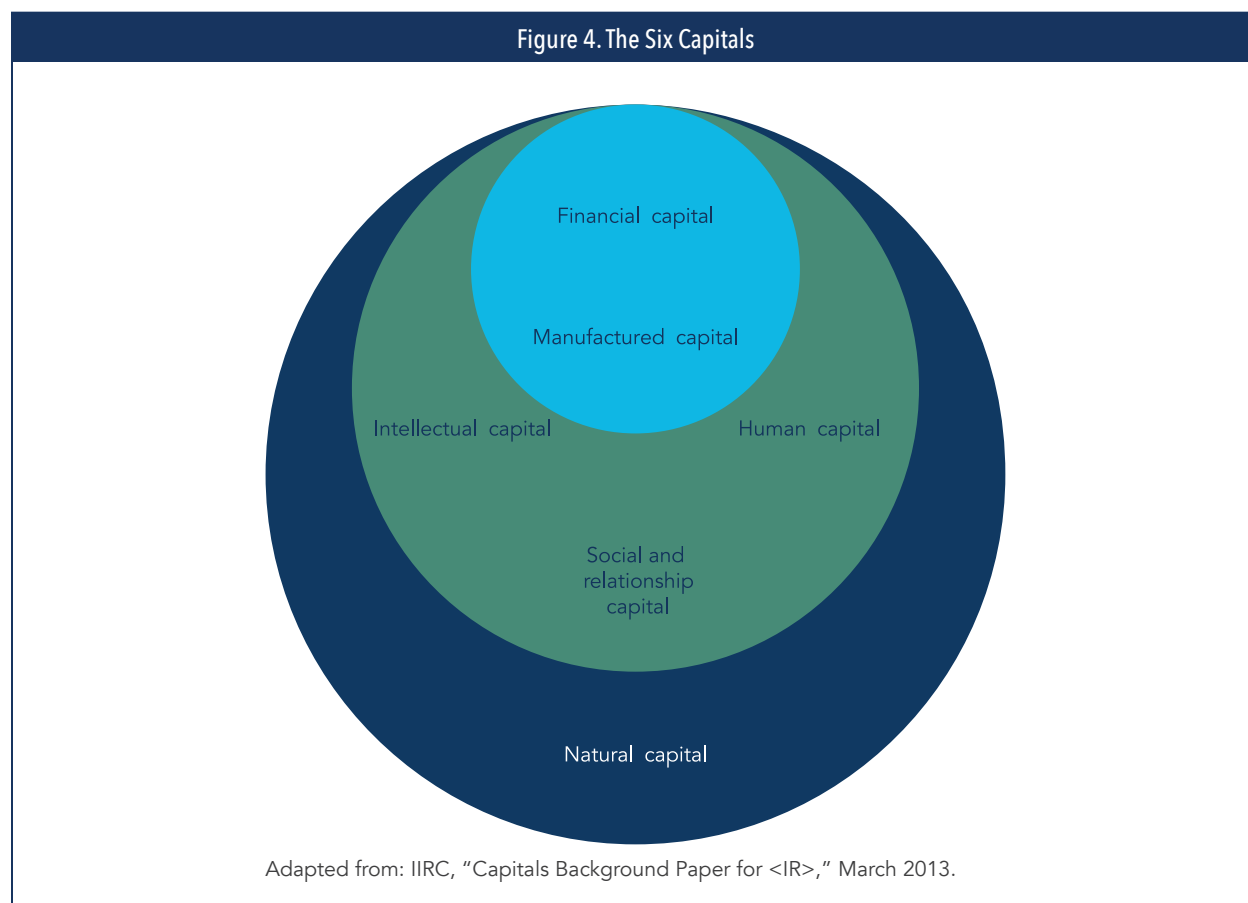 Figure 4. The Six Capitals
Financial capital
Manufactured capital
Intellectual capital
Human capital
Social and
relationship
capital
Natural capital
Adapted from: IIRC, “Capitals Background Paper for <IR>,” March 2013.